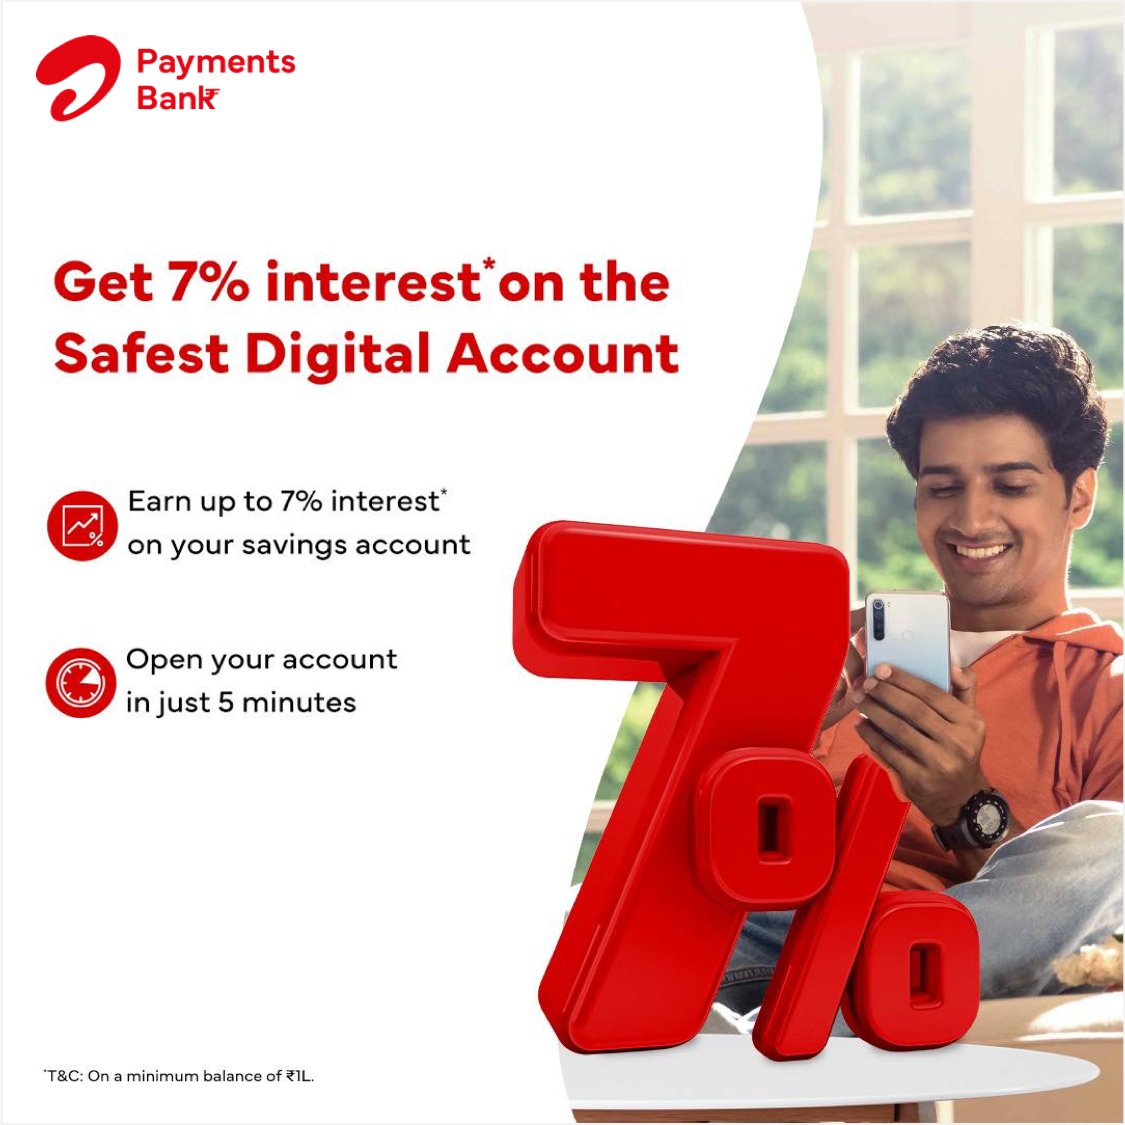 Payments
Bank₹
Get 7% interest* on the
Safest Digital Account
Earn up to 7% interest*
on your savings account
Open your account
in just 5 minutes
7%
*T&C: On a minimum balance of ₹1L.